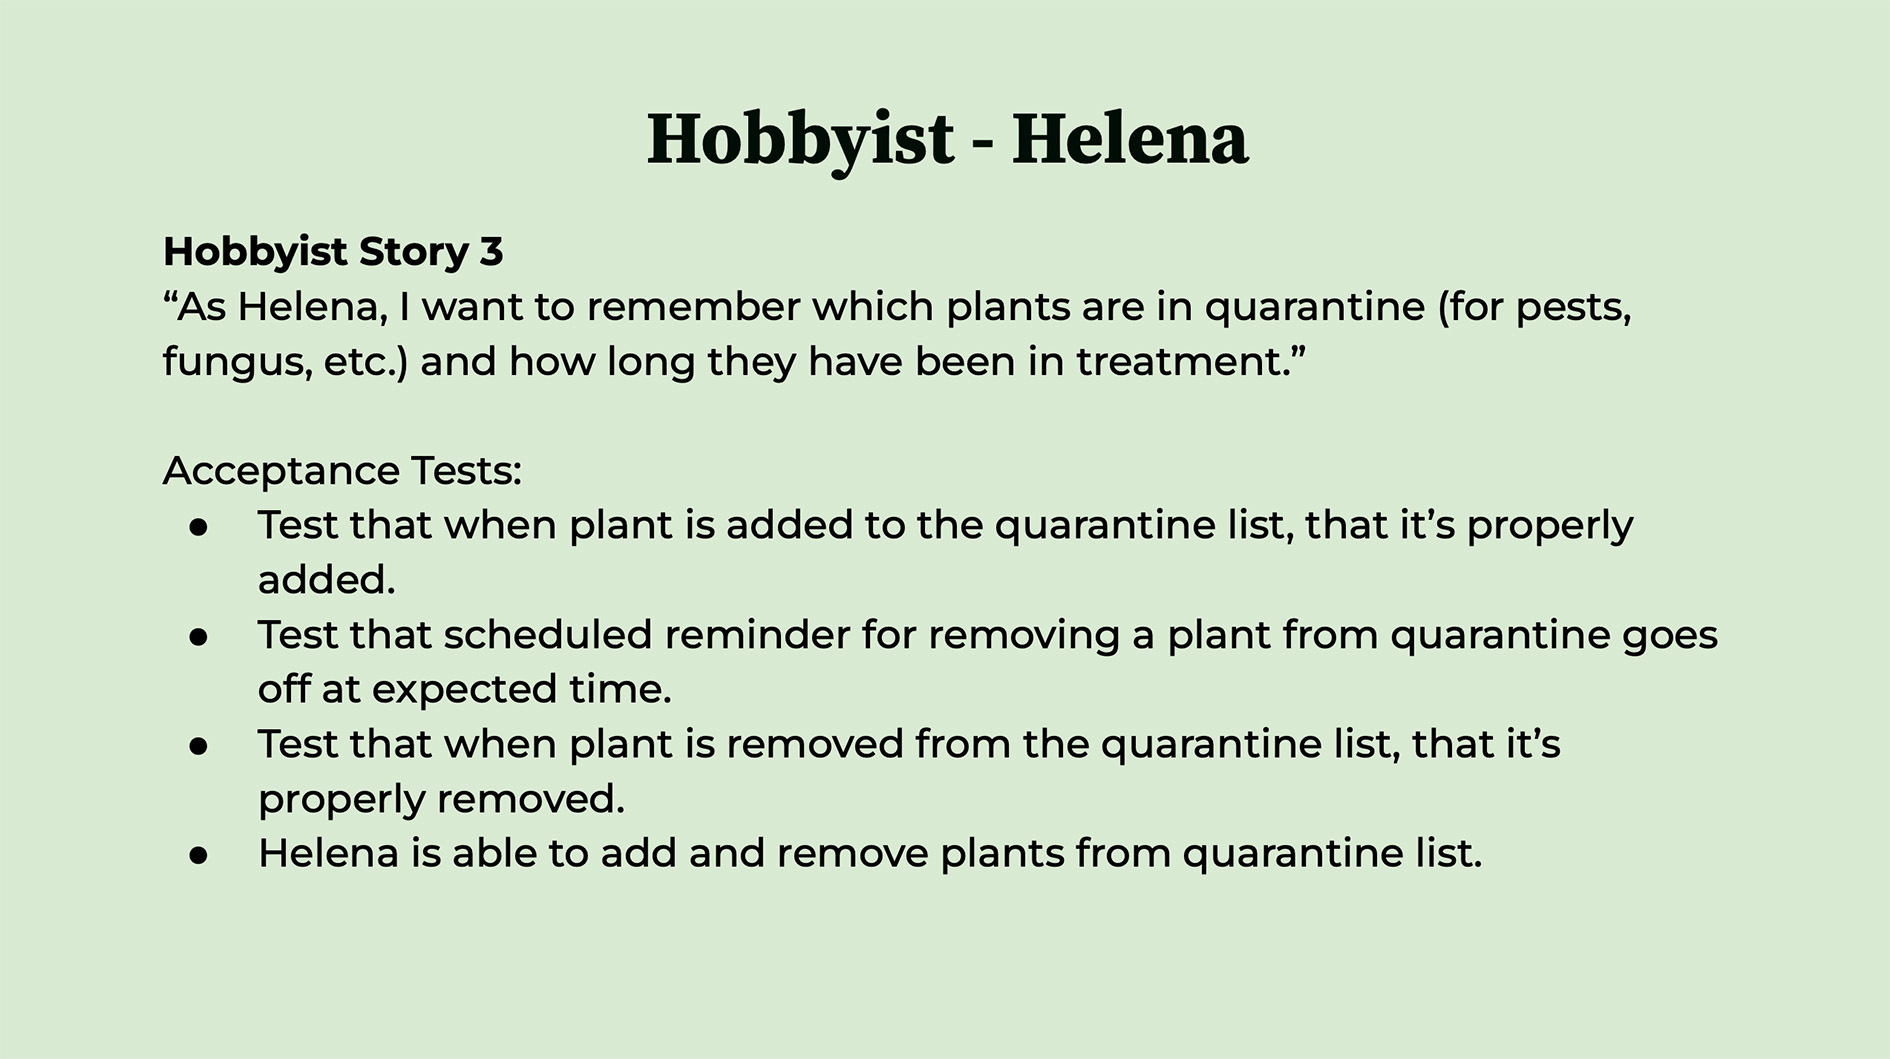 Hobbyist - Helena
Hobbyist Story 3
“As Helena, I want to remember which plants are in quarantine (for pests,
fungus, etc.) and how long they have been in treatment.”
Acceptance Tests:
● Test that when plant is added to the quarantine list, that it’s properly
added.
● Test that scheduled reminder for removing a plant from quarantine goes
off at expected time.
● Test that when plant is removed from the quarantine list, that it’s
properly removed.
● Helena is able to add and remove plants from quarantine list.